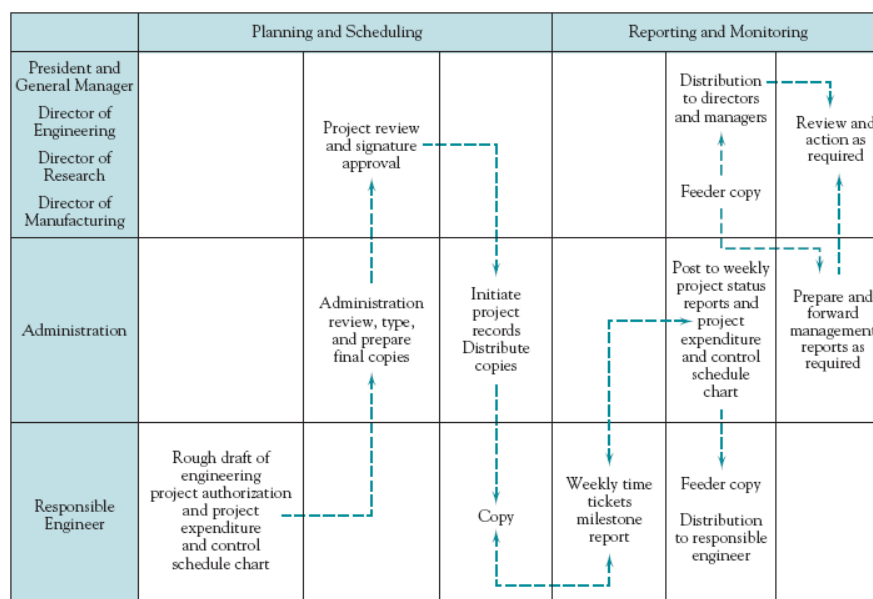 Planning and Scheduling
Reporting and Monitoring
President and
General Manager
Director of
Engineering
Director of
Research
Director of
Manufacturing
Project review
and signature
approval
Distribution
to directors
and managers
Feeder copy
Review and
action as
required
Administration
Administration
review, type,
and prepare
final copies
Initiate
project
records
Distribute
copies
Post to weekly
project status
reports and
project
expenditure
and control
schedule
chart
Prepare and
forward
management
reports as
required
Responsible
Engineer
Rough draft of
engineering
project authorization
and project
expenditure
and control
schedule chart
Copy
Weekly time
tickets
milestone
report
Feeder copy
Distribution
to responsible
engineer